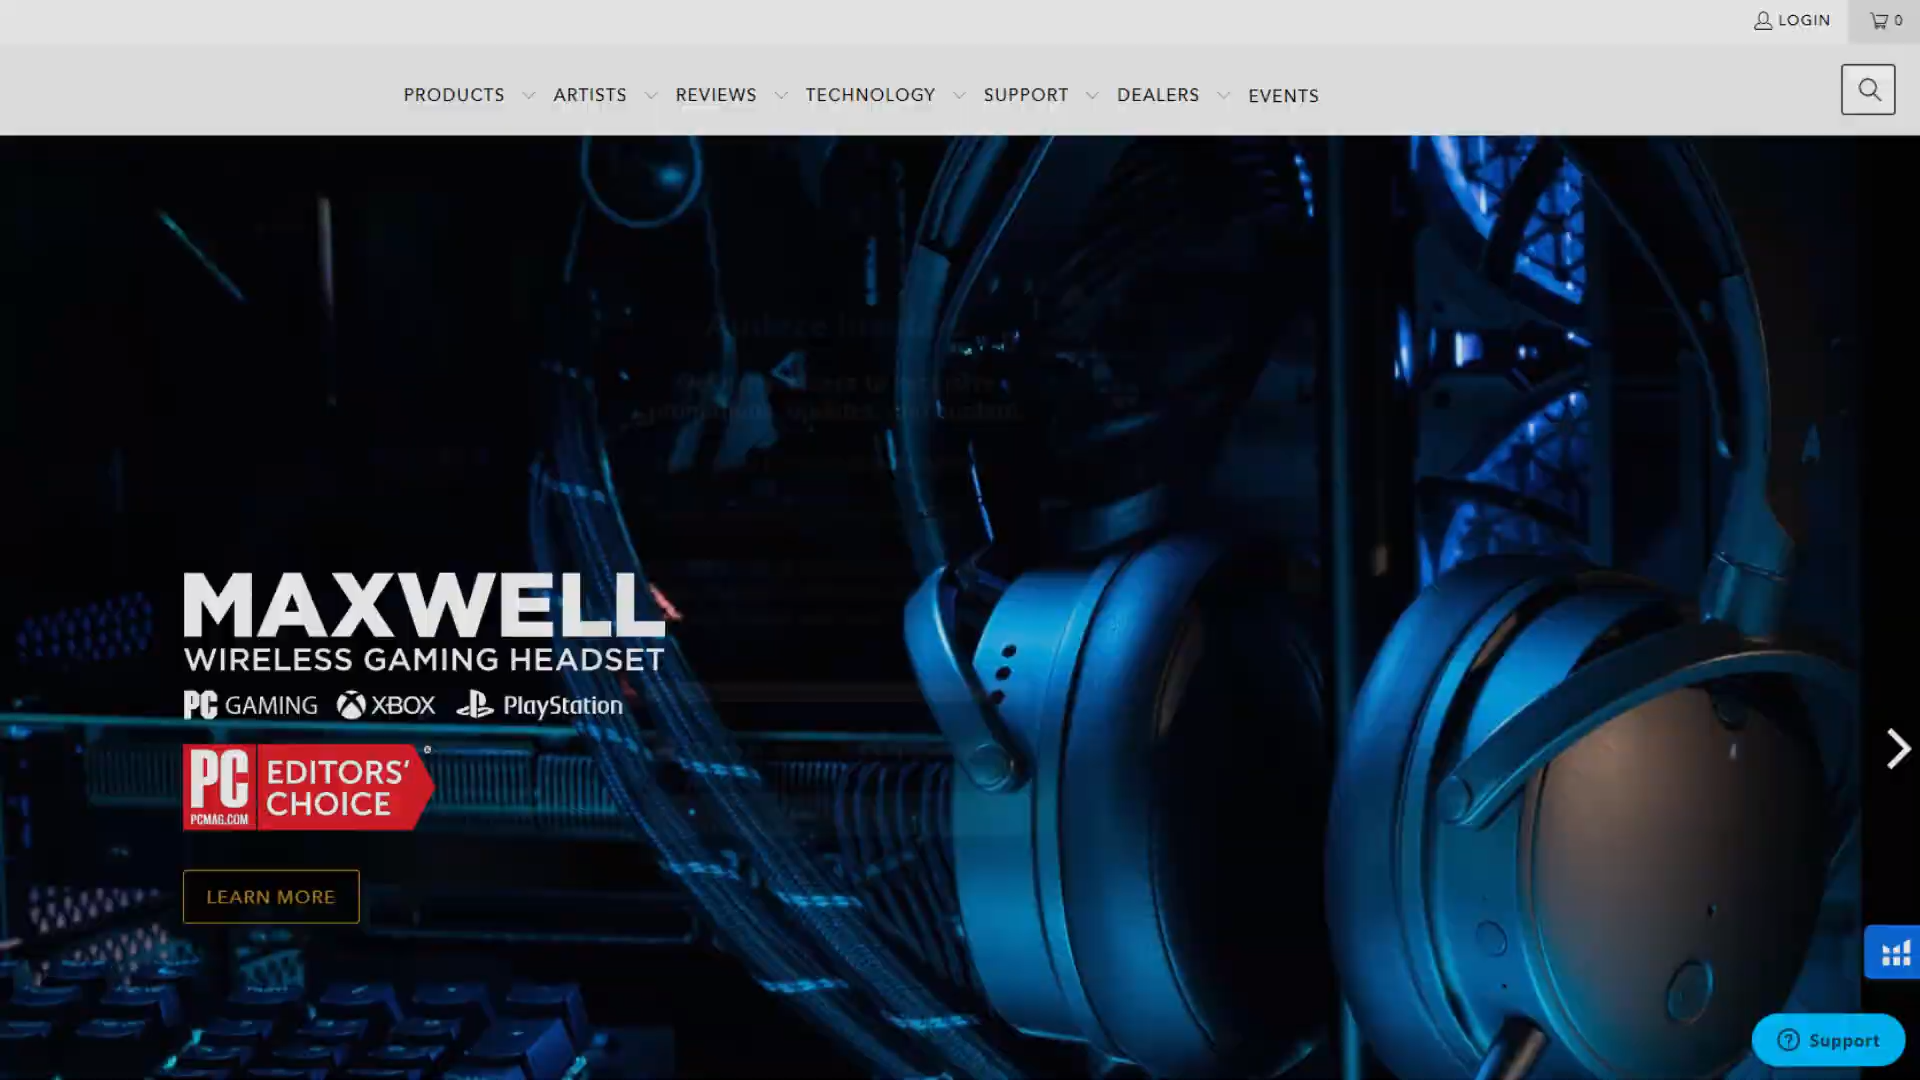 LOGIN
0
PRODUCTS
ARTISTS
REVIEWS
TECHNOLOGY
SUPPORT
DEALERS
EVENTS
MAXWELL
WIRELESS GAMING HEADSET
PC GAMING XBOX PlayStation
PC
PCMAG.COM
EDITORS'
CHOICE
®
LEARN MORE
Support